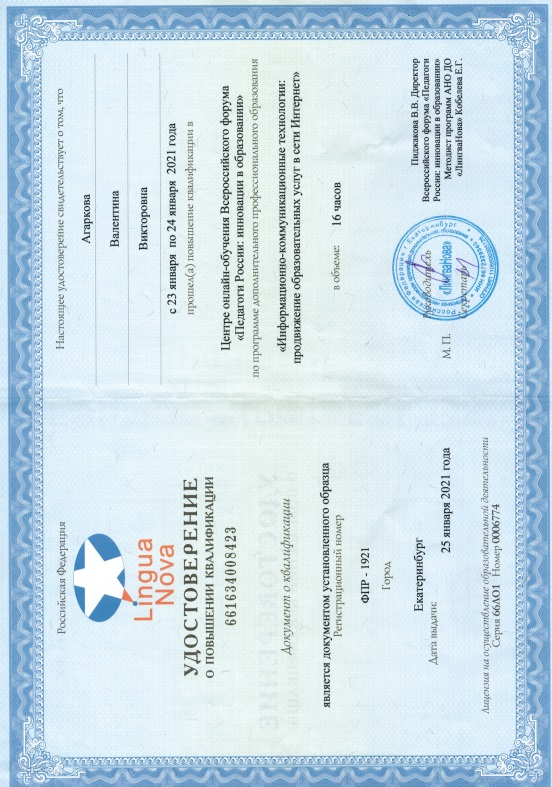 Российская Федерация
Lingua
Nova
УДОСТОВЕРЕНИЕ
О ПОВЫШЕНИИ КВАЛИФИКАЦИИ
661634008423
Документ о квалификации
является документом установленного образца
Регистрационный номер
ФПР - 1921
Город
Екатеринбург
Дата выдачи:
25 января 2021 года
Лицензия на осуществление образовательной деятельности
Серия 66Л01 Номер 0006774
Настоящее удостоверение свидетельствует о том, что
Агаркова
Валентина
Викторовна
с 23 января по 24 января 2021 года
прошел(а) повышение квалификации в
Центре онлайн-обучения Всероссийского форума
«Педагоги России: инновации в образовании»
по программе дополнительного профессионального образования
«Информационно-коммуникационные технологии:
продвижение образовательных услуг в сети Интернет»
в объеме: 16 часов
М. П.
Руководитель
Секретарь
«ЛингваНова»
Пиджакова В.В. Директор
Всероссийского форума «Педагоги
России: инновации в образовании»
Методист программ АНО ДО
«ЛингваНова» Кобелева Е.Г.